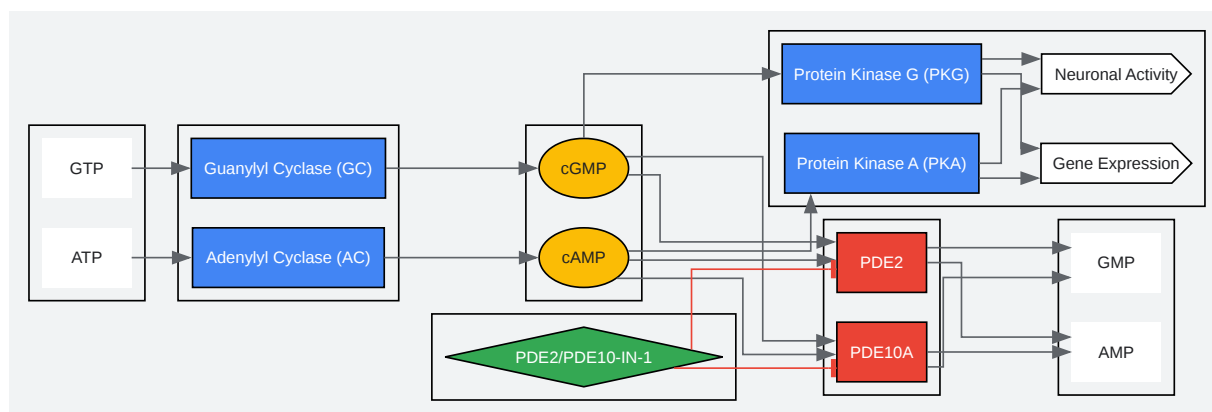 Protein Kinase G (PKG)
Neuronal Activity
GTP
Guanylyl Cyclase (GC)
cGMP
Protein Kinase A (PKA)
Gene Expression
ATP
Adenylyl Cyclase (AC)
cAMP
PDE2
GMP
PDE2/PDE10-IN-1
PDE10A
AMP